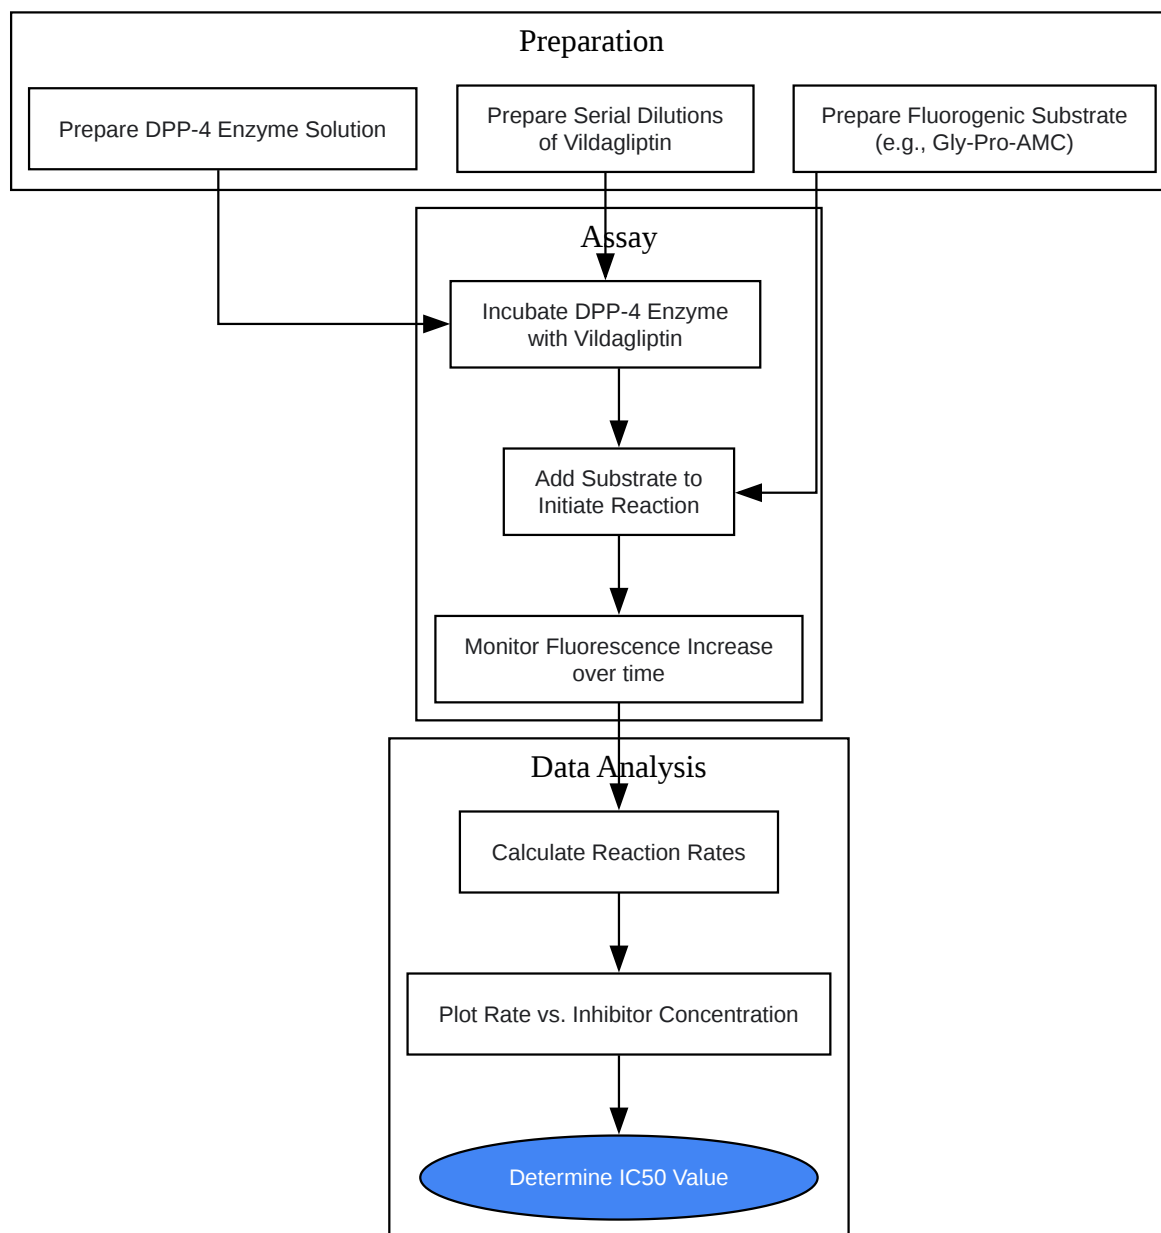 Preparation
Prepare DPP-4 Enzyme Solution
Prepare Serial Dilutions
of Vildagliptin
Prepare Fluorogenic Substrate
(e.g., Gly-Pro-AMC)
Assay
Incubate DPP-4 Enzyme
with Vildagliptin
Add Substrate to
Initiate Reaction
Monitor Fluorescence Increase
over time
Data Analysis
Calculate Reaction Rates
Plot Rate vs. Inhibitor Concentration
Determine IC50 Value